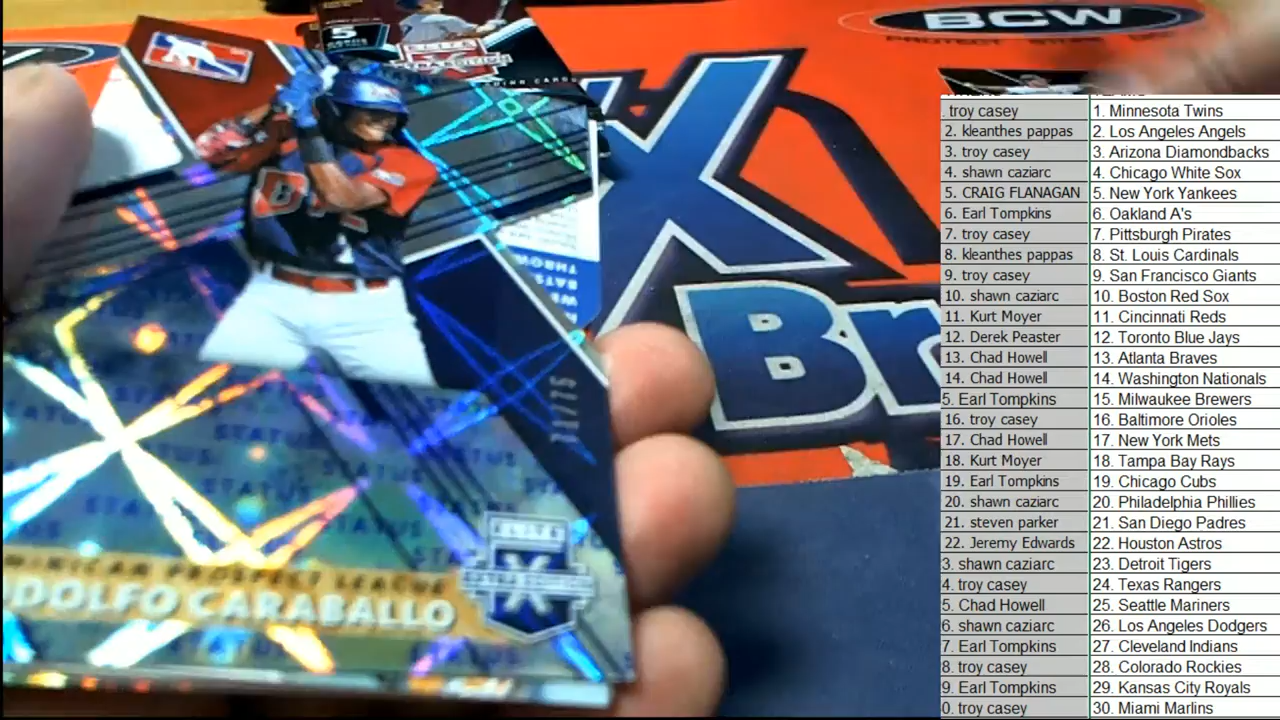 BCW
5
ELITE
X
Br
STATUS
STATUS
STATUS
ELITE
EXTRA EDITION
X
DOLFO CARABALLO
troy casey 1. Minnesota Twins
2. kleanthes pappas 2. Los Angeles Angels
3. troy casey 3. Arizona Diamondbacks
4. shawn caziarc 4. Chicago White Sox
5. CRAIG FLANAGAN 5. New York Yankees
6. Earl Tompkins 6. Oakland A's
7. troy casey 7. Pittsburgh Pirates
8. kleanthes pappas 8. St. Louis Cardinals
9. troy casey 9. San Francisco Giants
10. shawn caziarc 10. Boston Red Sox
11. Kurt Moyer 11. Cincinnati Reds
12. Derek Peaster 12. Toronto Blue Jays
13. Chad Howell 13. Atlanta Braves
14. Chad Howell 14. Washington Nationals
5. Earl Tompkins 15. Milwaukee Brewers
16. troy casey 16. Baltimore Orioles
17. Chad Howell 17. New York Mets
18. Kurt Moyer 18. Tampa Bay Rays
19. Earl Tompkins 19. Chicago Cubs
20. shawn caziarc 20. Philadelphia Phillies
21. steven parker 21. San Diego Padres
22. Jeremy Edwards 22. Houston Astros
3. shawn caziarc 23. Detroit Tigers
4. troy casey 24. Texas Rangers
5. Chad Howell 25. Seattle Mariners
6. shawn caziarc 26. Los Angeles Dodgers
7. Earl Tompkins 27. Cleveland Indians
8. troy casey 28. Colorado Rockies
9. Earl Tompkins 29. Kansas City Royals
0. troy casey 30. Miami Marlins